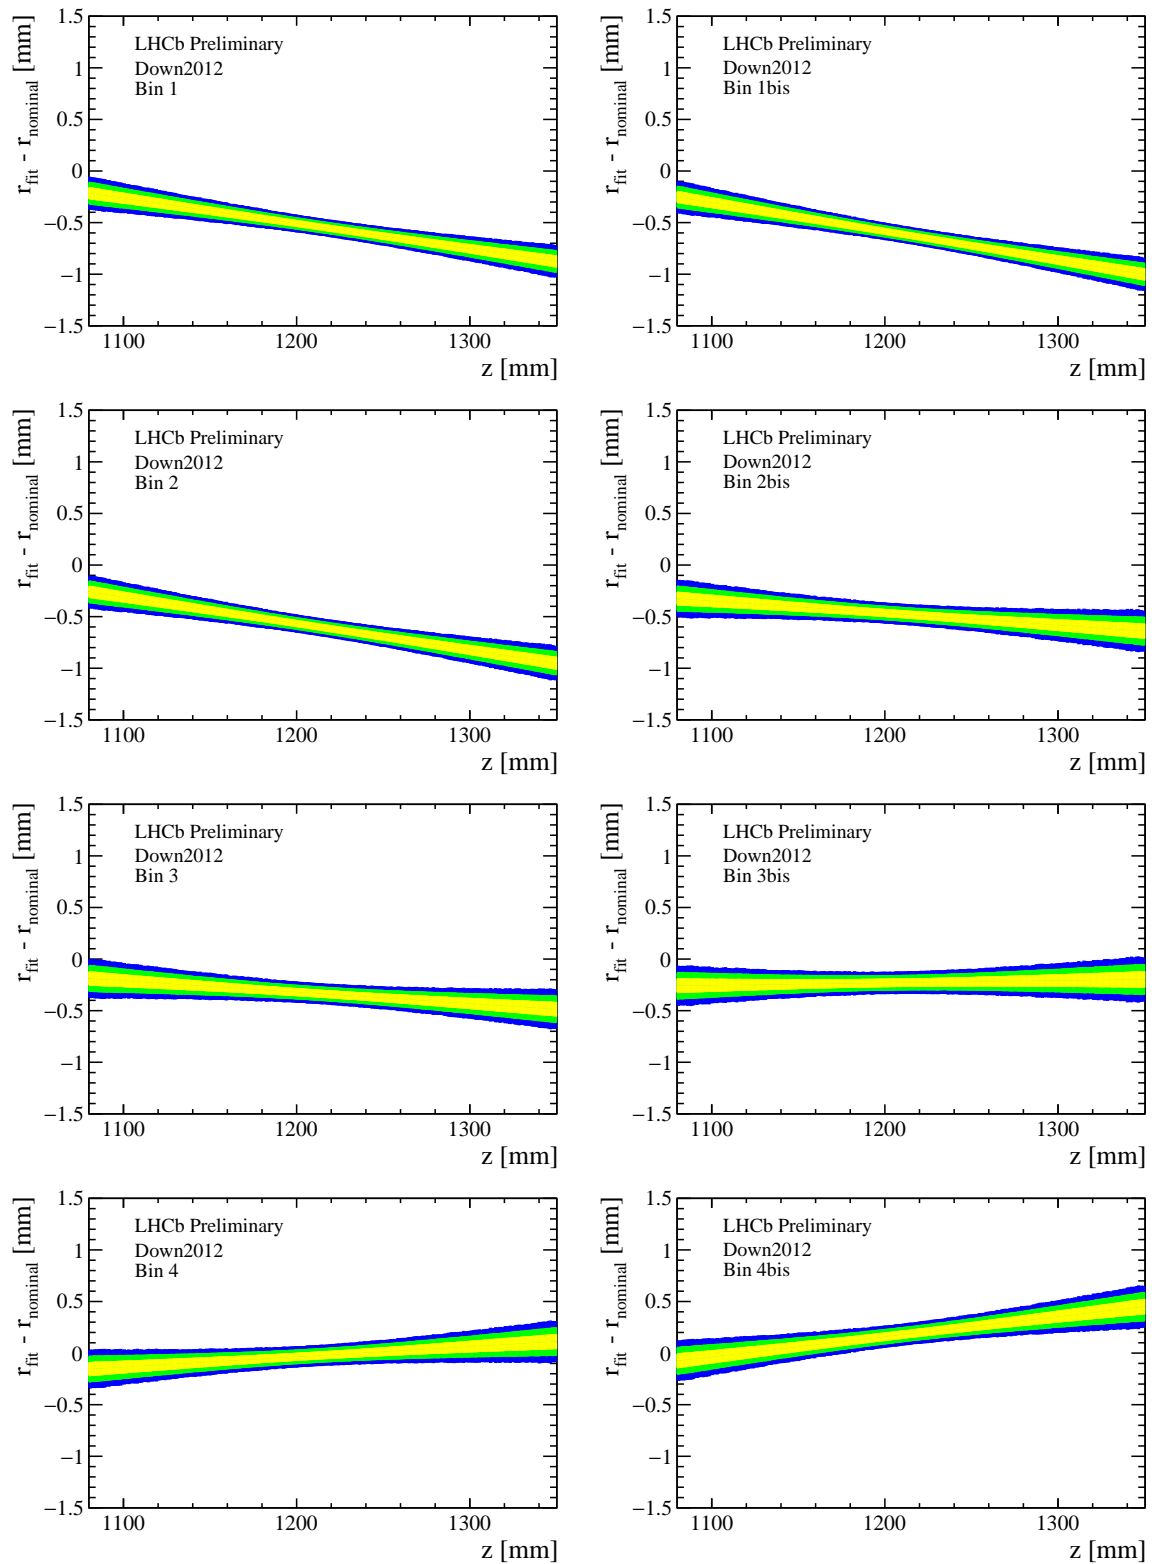 r_fit - r_nominal [mm]
1.5
1
0.5
0
−0.5
−1
−1.5
LHCb Preliminary
Down2012
Bin 1
1100 1200 1300
z [mm]
r_fit - r_nominal [mm]
1.5
1
0.5
0
−0.5
−1
−1.5
LHCb Preliminary
Down2012
Bin 1bis
1100 1200 1300
z [mm]
r_fit - r_nominal [mm]
1.5
1
0.5
0
−0.5
−1
−1.5
LHCb Preliminary
Down2012
Bin 2
1100 1200 1300
z [mm]
r_fit - r_nominal [mm]
1.5
1
0.5
0
−0.5
−1
−1.5
LHCb Preliminary
Down2012
Bin 2bis
1100 1200 1300
z [mm]
r_fit - r_nominal [mm]
1.5
1
0.5
0
−0.5
−1
−1.5
LHCb Preliminary
Down2012
Bin 3
1100 1200 1300
z [mm]
r_fit - r_nominal [mm]
1.5
1
0.5
0
−0.5
−1
−1.5
LHCb Preliminary
Down2012
Bin 3bis
1100 1200 1300
z [mm]
r_fit - r_nominal [mm]
1.5
1
0.5
0
−0.5
−1
−1.5
LHCb Preliminary
Down2012
Bin 4
1100 1200 1300
z [mm]
r_fit - r_nominal [mm]
1.5
1
0.5
0
−0.5
−1
−1.5
LHCb Preliminary
Down2012
Bin 4bis
1100 1200 1300
z [mm]